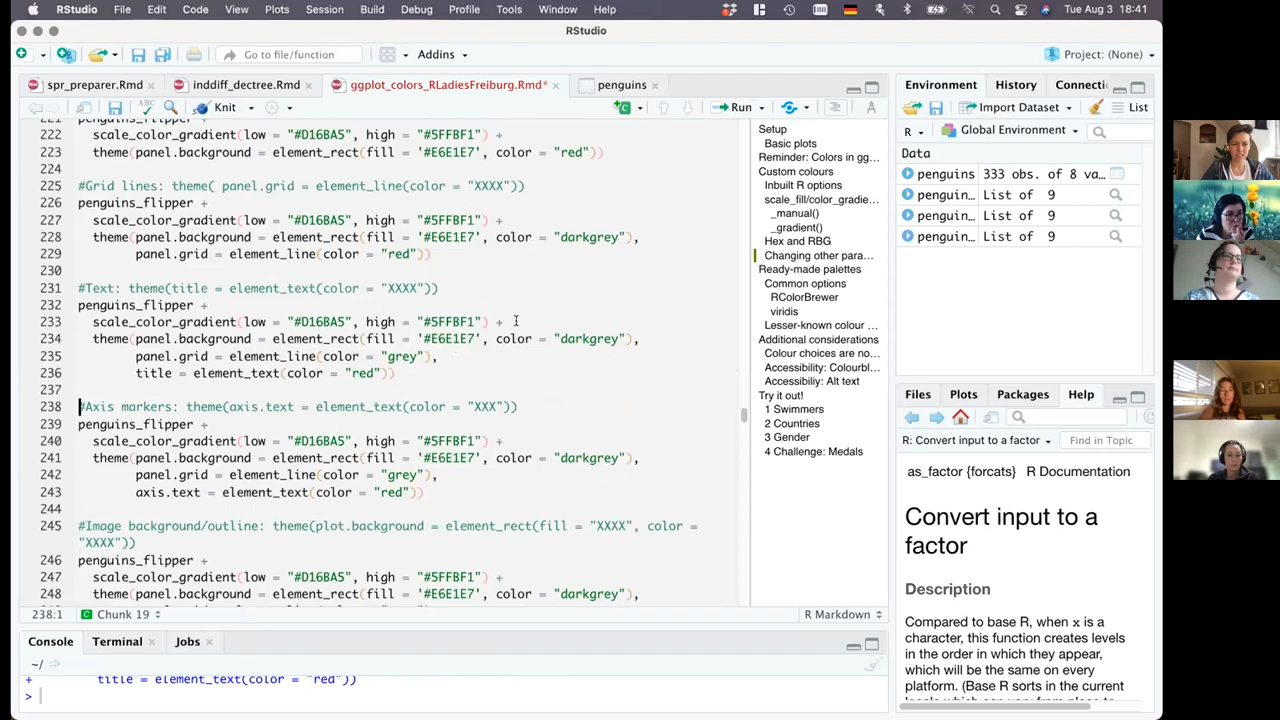 RStudio File Edit Code View Plots Session Build Debug Profile Tools Window Help Tue Aug 3 18:41
RStudio
Go to file/function Addins Project: (None)
spr_preparer.Rmd inddiff_dectree.Rmd ggplot_colors_RLadiesFreiburg.Rmd* penguins
Knit Run
221 penguins_flipper +
222 scale_color_gradient(low = "#D16BA5", high = "#5FFBF1") +
223 theme(panel.background = element_rect(fill = '#E6E1E7', color = "red"))
224
225 #Grid lines: theme( panel.grid = element_line(color = "XXXX"))
226 penguins_flipper +
227 scale_color_gradient(low = "#D16BA5", high = "#5FFBF1") +
228 theme(panel.background = element_rect(fill = '#E6E1E7', color = "darkgrey"),
229 panel.grid = element_line(color = "red"))
230
231 #Text: theme(title = element_text(color = "XXXX"))
232 penguins_flipper +
233 scale_color_gradient(low = "#D16BA5", high = "#5FFBF1") +
234 theme(panel.background = element_rect(fill = '#E6E1E7', color = "darkgrey"),
235 panel.grid = element_line(color = "grey"),
236 title = element_text(color = "red"))
237
238 #Axis markers: theme(axis.text = element_text(color = "XXX"))
239 penguins_flipper +
240 scale_color_gradient(low = "#D16BA5", high = "#5FFBF1") +
241 theme(panel.background = element_rect(fill = '#E6E1E7', color = "darkgrey"),
242 panel.grid = element_line(color = "grey"),
243 axis.text = element_text(color = "red"))
244
245 #Image background/outline: theme(plot.background = element_rect(fill = "XXXX", color =
"XXXX"))
246 penguins_flipper +
247 scale_color_gradient(low = "#D16BA5", high = "#5FFBF1") +
248 theme(panel.background = element_rect(fill = '#E6E1E7', color = "darkgrey"),
238:1 Chunk 19 R Markdown
Setup
Basic plots
Reminder: Colors in gg...
Custom colours
Inbuilt R options
scale_fill/color_gradie...
_manual()
_gradient()
Hex and RBG
Changing other para...
Ready-made palettes
Common options
RColorBrewer
viridis
Lesser-known colour ...
Additional considerations
Colour choices are no...
Accessibility: Colourbl...
Accessibility: Alt text
Try it out!
1 Swimmers
2 Countries
3 Gender
4 Challenge: Medals
Console Terminal Jobs
~/
+ title = element_text(color = "red"))
>
Environment History Connecti
Import Dataset List
R Global Environment
Data
penguins 333 obs. of 8 va...
penguin... List of 9
penguin... List of 9
penguin... List of 9
Files Plots Packages Help
R: Convert input to a factor Find in Topic
as_factor {forcats} R Documentation
Convert input to a
factor
Description
Compared to base R, when x is a
character, this function creates levels
in the order in which they appear,
which will be the same on every
platform. (Base R sorts in the current